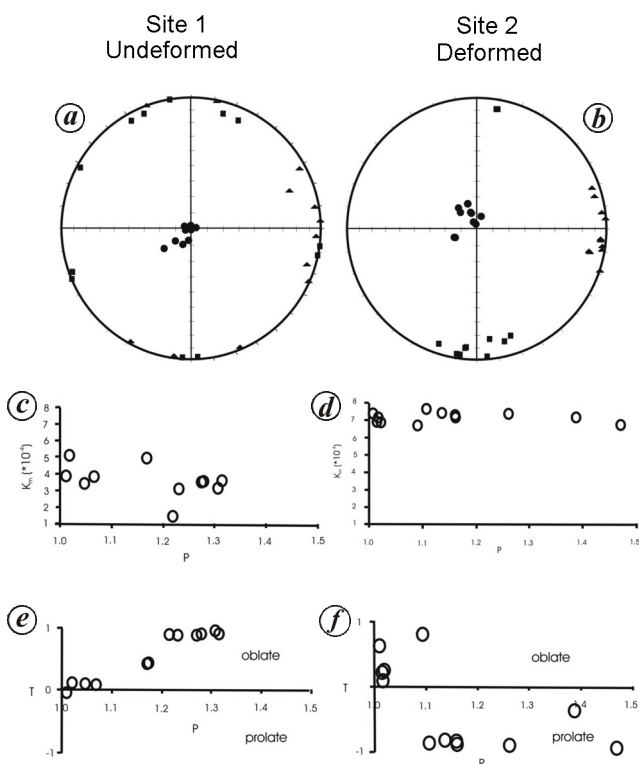 Site 1
Undeformed
Site 2
Deformed
a
b
c
8
7
6
5
4
3
2
1
Km (*10⁻⁴)
1.0
1.1
1.2
1.3
1.4
1.5
P
d
8
7
6
5
4
3
2
1
Km (*10⁻⁴)
1.0
1.1
1.2
1.3
1.4
1.5
P
e
1
T
0
-1
1.0
1.1
1.2
1.3
1.4
1.5
P
oblate
prolate
f
1
T
-1
1.0
1.1
1.2
1.3
1.4
1.5
P
oblate
prolate